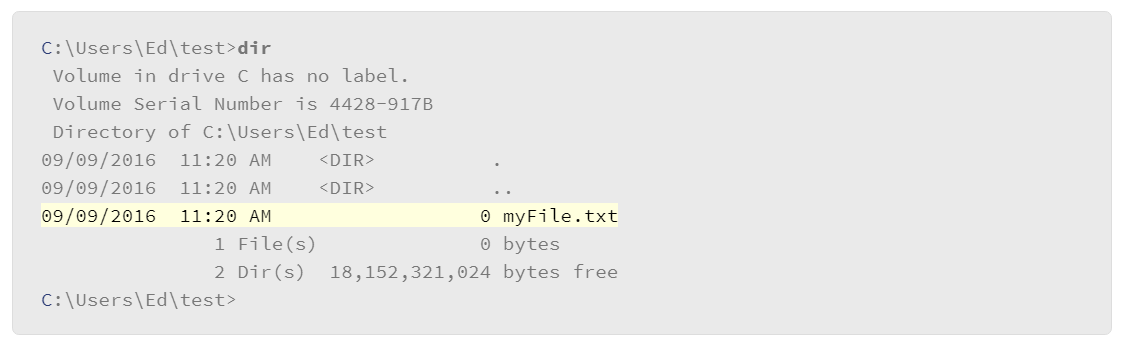 C:\Users\Ed\test>dir
 Volume in drive C has no label.
 Volume Serial Number is 4428-917B
 Directory of C:\Users\Ed\test
09/09/2016  11:20 AM    <DIR>          .
09/09/2016  11:20 AM    <DIR>          ..
09/09/2016  11:20 AM                 0 myFile.txt
               1 File(s)              0 bytes
               2 Dir(s)  18,152,321,024 bytes free
C:\Users\Ed\test>